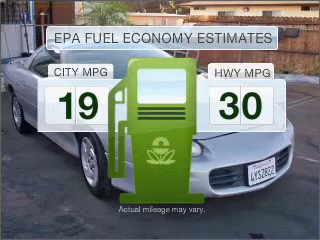 EPA FUEL ECONOMY ESTIMATES
CITY MPG
HWY MPG
19
30
Actual mileage may vary.